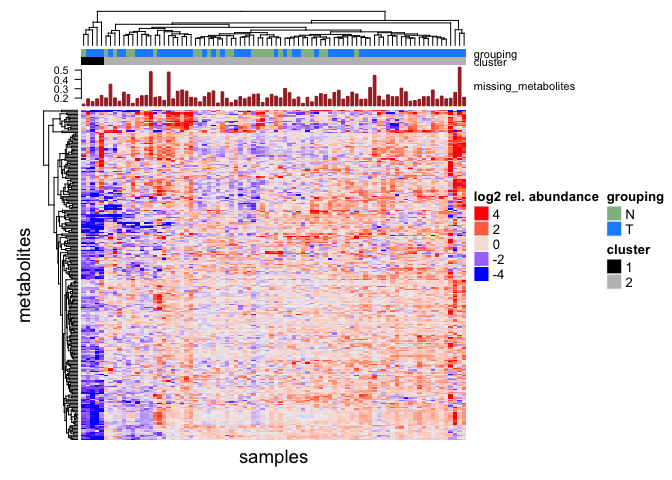 grouping
cluster
0.5
0.4
0.3
0.2
missing_metabolites
metabolites
samples
log2 rel. abundance
4
2
0
-2
-4
grouping
N
T
cluster
1
2